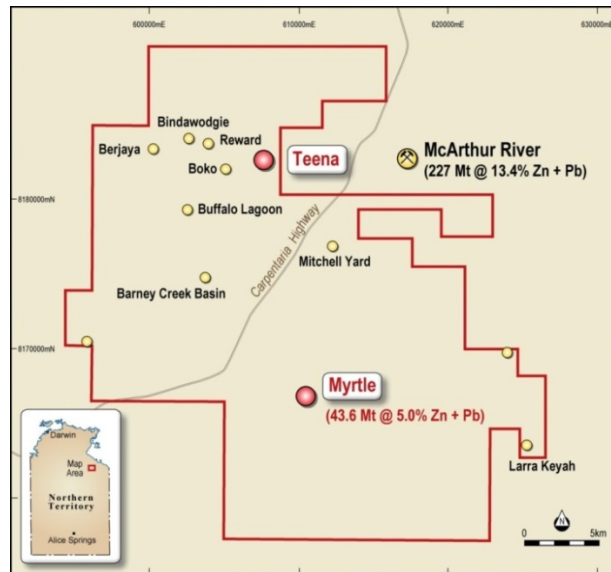 600000mE
610000mE
620000mE
630000mE
Bindawodgie
Reward
Berjaya
Boko
Teena
McArthur River
(227 Mt @ 13.4% Zn + Pb)
8180000mN
Buffalo Lagoon
Carpentaria Highway
Mitchell Yard
Barney Creek Basin
8170000mN
Myrtle
(43.6 Mt @ 5.0% Zn + Pb)
Larra Keyah
Darwin
Map
Area
Northern
Territory
Alice Springs
N
0
5km